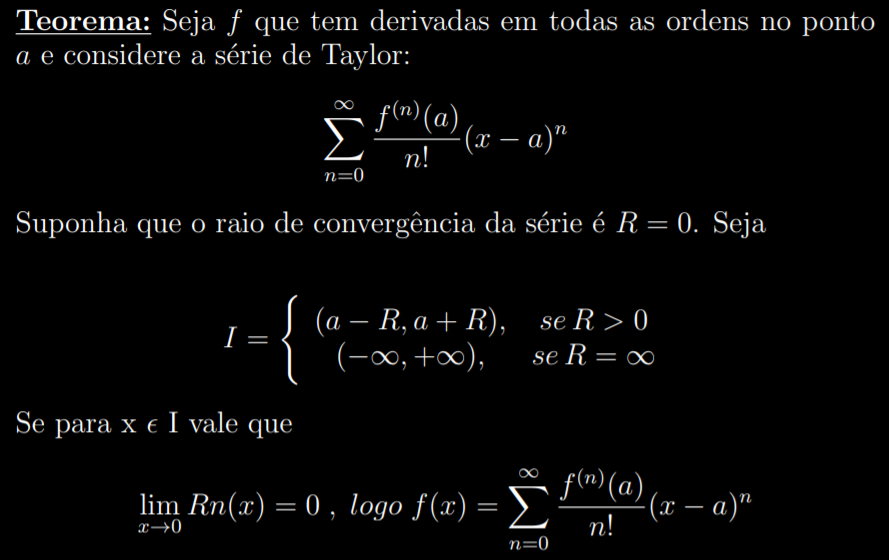 Teorema: Seja f que tem derivadas em todas as ordens no ponto
a e considere a série de Taylor:
\sum_{n=0}^{\infty} \frac{f^{(n)}(a)}{n!}(x - a)^n
Suponha que o raio de convergência da série é R = 0. Seja
I = \begin{cases} (a - R, a + R), & se R > 0 \\ (-\infty, +\infty), & se R = \infty \end{cases}
Se para x ϵ I vale que
\lim_{x \to 0} Rn(x) = 0 , logo f(x) = \sum_{n=0}^{\infty} \frac{f^{(n)}(a)}{n!}(x - a)^n